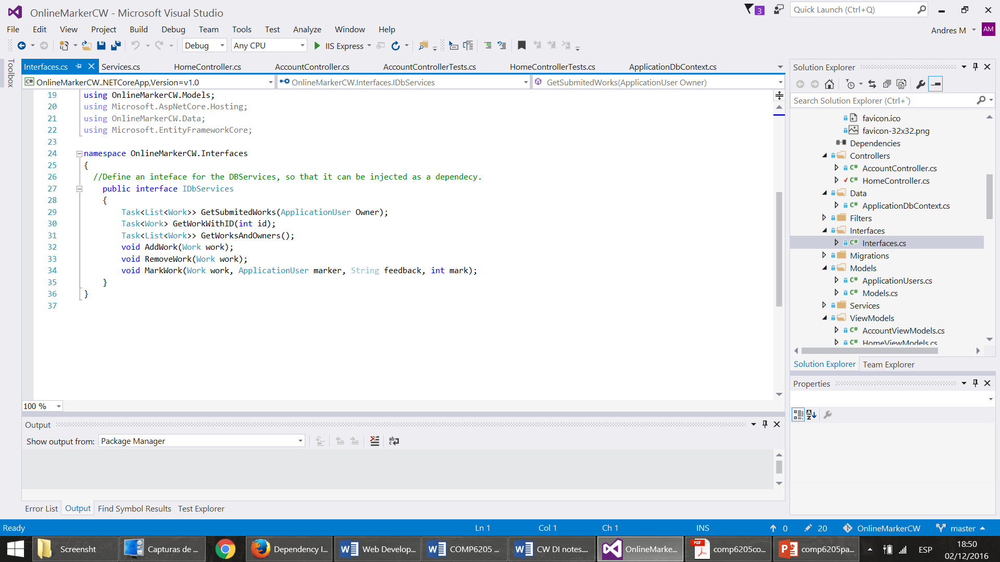 OnlineMarkerCW - Microsoft Visual Studio
3
Quick Launch (Ctrl+Q)
File Edit View Project Build Debug Team Tools Test Analyze Window Help
Andres M AM
Debug Any CPU IIS Express
Toolbox
Interfaces.cs Services.cs HomeController.cs AccountController.cs AccountControllerTests.cs HomeControllerTests.cs ApplicationDbContext.cs
OnlineMarkerCW..NETCoreApp,Version=v1.0 OnlineMarkerCW.Interfaces.IDbServices GetSubmitedWorks(ApplicationUser Owner)
19 using OnlineMarkerCW.Models;
20 using Microsoft.AspNetCore.Hosting;
21 using OnlineMarkerCW.Data;
22 using Microsoft.EntityFrameworkCore;
23
24 namespace OnlineMarkerCW.Interfaces
25 {
26 //Define an inteface for the DBServices, so that it can be injected as a dependecy.
27 public interface IDbServices
28 {
29 Task<List<Work>> GetSubmitedWorks(ApplicationUser Owner);
30 Task<Work> GetWorkWithID(int id);
31 Task<List<Work>> GetWorksAndOwners();
32 void AddWork(Work work);
33 void RemoveWork(Work work);
34 void MarkWork(Work work, ApplicationUser marker, String feedback, int mark);
35 }
36 }
37
100 %
Output
Show output from: Package Manager
Error List Output Find Symbol Results Test Explorer
Solution Explorer
Search Solution Explorer (Ctrl+`)
favicon.ico
favicon-32x32.png
Dependencies
Controllers
C# AccountController.cs
C# HomeController.cs
Data
C# ApplicationDbContext.cs
Filters
Interfaces
C# Interfaces.cs
Migrations
Models
C# ApplicationUsers.cs
C# Models.cs
Services
ViewModels
C# AccountViewModels.cs
C# HomeViewModels.cs
Solution Explorer Team Explorer
Properties
Ready Ln 1 Col 1 Ch 1 INS 0 20 OnlineMarkerCW master
Screensht Capturas de ... Dependency I... Web Develop... COMP6205 ... CW DI notes.... OnlineMarke... comp6205co... comp6205pa... ESP 18:50
02/12/2016